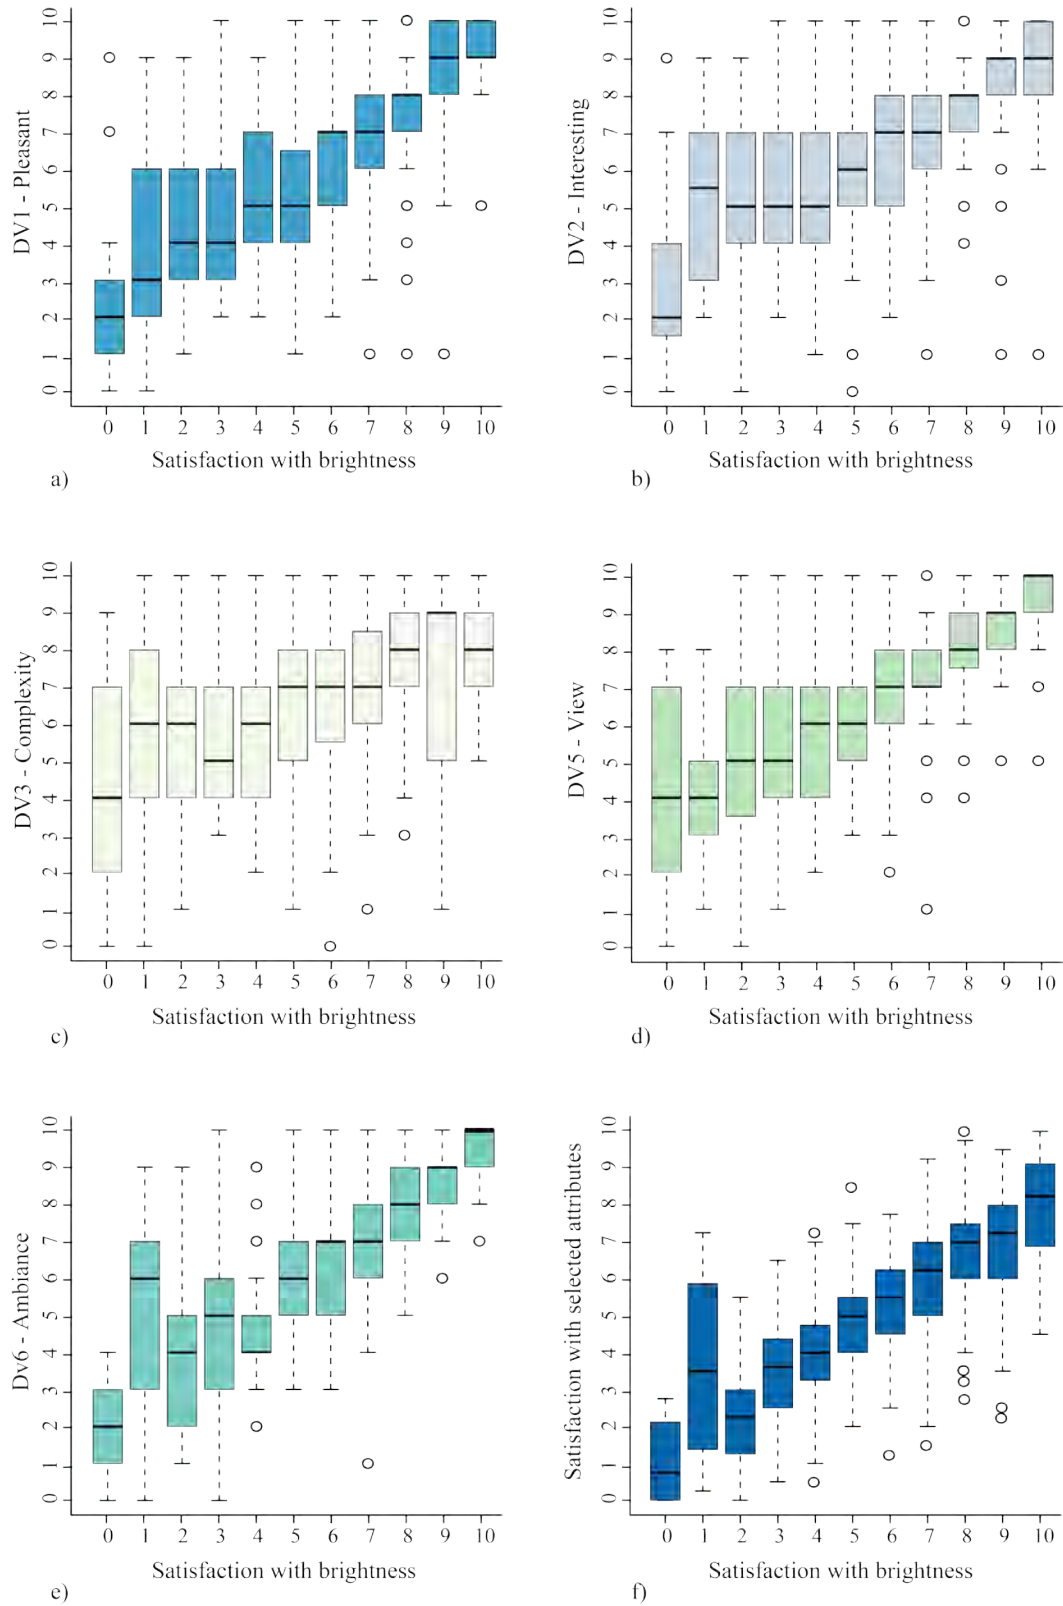 DV1 - Pleasant
10
9
8
7
6
5
4
3
2
1
0
0 1 2 3 4 5 6 7 8 9 10
Satisfaction with brightness
a)
DV2 - Interesting
10
9
8
7
6
5
4
3
2
1
0
0 1 2 3 4 5 6 7 8 9 10
Satisfaction with brightness
b)
DV3 - Complexity
10
9
8
7
6
5
4
3
2
1
0
0 1 2 3 4 5 6 7 8 9 10
Satisfaction with brightness
c)
DV5 - View
10
9
8
7
6
5
4
3
2
1
0
0 1 2 3 4 5 6 7 8 9 10
Satisfaction with brightness
d)
Dv6 - Ambiance
10
9
8
7
6
5
4
3
2
1
0
0 1 2 3 4 5 6 7 8 9 10
Satisfaction with brightness
e)
Satisfaction with selected attributes
10
9
8
7
6
5
4
3
2
1
0
0 1 2 3 4 5 6 7 8 9 10
Satisfaction with brightness
f)